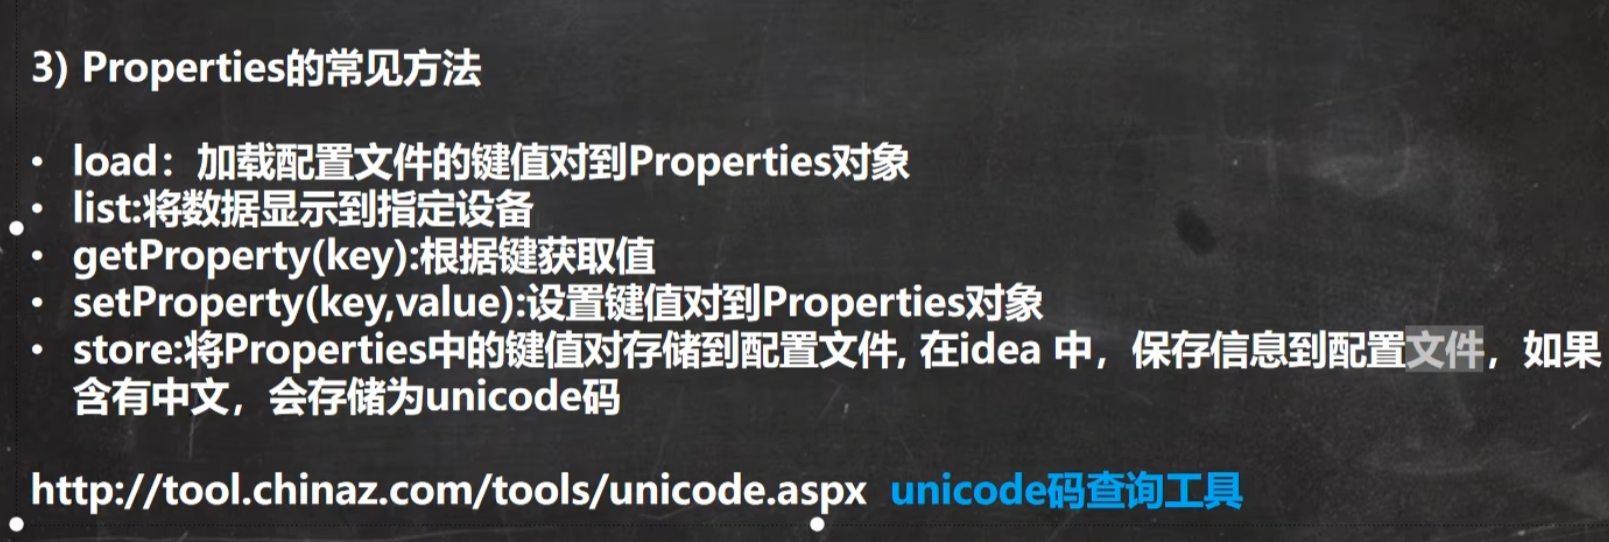 3) Properties的常见方法
• load：加载配置文件的键值对到Properties对象
• list:将数据显示到指定设备
• getProperty(key):根据键获取值
• setProperty(key,value):设置键值对到Properties对象
• store:将Properties中的键值对存储到配置文件, 在idea 中，保存信息到配置文件，如果
含有中文，会存储为unicode码
http://tool.chinaz.com/tools/unicode.aspx unicode码查询工具